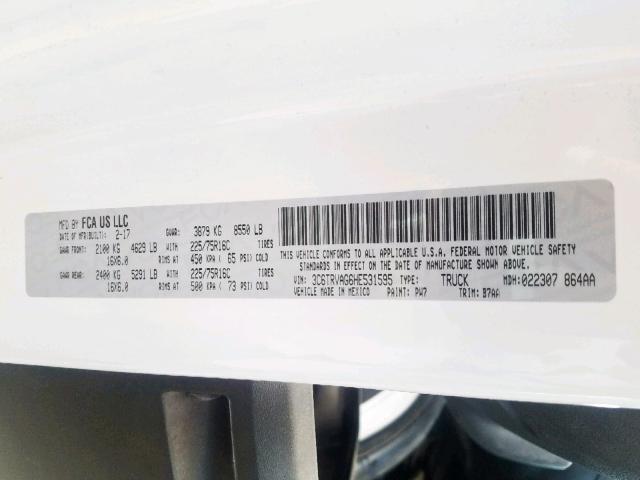 MFD BY FCA US LLC
DATE OF MFR(BUILT): 2-17 GVWR: 3879 KG 8550 LB
GAWR FRONT: 2100 KG 4629 LB WITH 225/75R16C TIRES
16X6.0 RIMS AT 450 KPA ( 65 PSI) COLD
GAWR REAR: 2400 KG 5291 LB WITH 225/75R16C TIRES
16X6.0 RIMS AT 500 KPA ( 73 PSI) COLD
THIS VEHICLE CONFORMS TO ALL APPLICABLE U.S.A. FEDERAL MOTOR VEHICLE SAFETY
STANDARDS IN EFFECT ON THE DATE OF MANUFACTURE SHOWN ABOVE.
VIN: 3C6TRVAG6HE531595 TYPE: TRUCK MDH:022307 864AA
VEHICLE MADE IN MEXICO PAINT: PW7 TRIM: B7AA